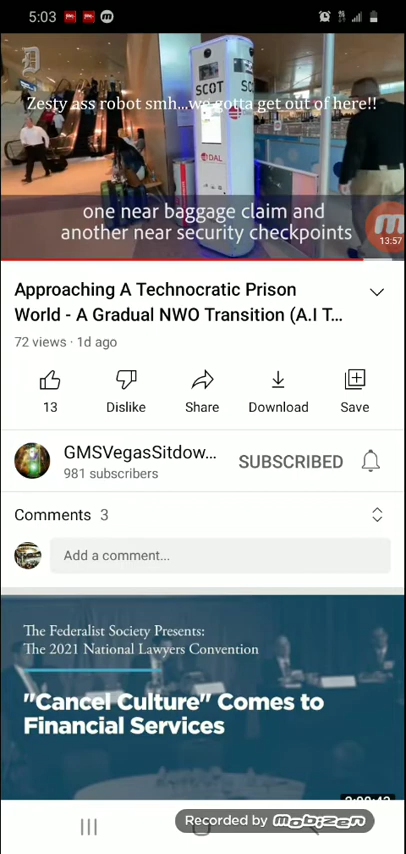 5:03
SCOT
Zesty ass robot smh...we gotta get out of here!!
DAL
one near baggage claim and
another near security checkpoints
13:57
Approaching A Technocratic Prison
World - A Gradual NWO Transition (A.I T...
72 views · 1d ago
13 Dislike Share Download Save
GMSVegasSitdow...
SUBSCRIBED
981 subscribers
Comments 3
Add a comment...
The Federalist Society Presents:
The 2021 National Lawyers Convention
"Cancel Culture" Comes to
Financial Services
Recorded by mobizen